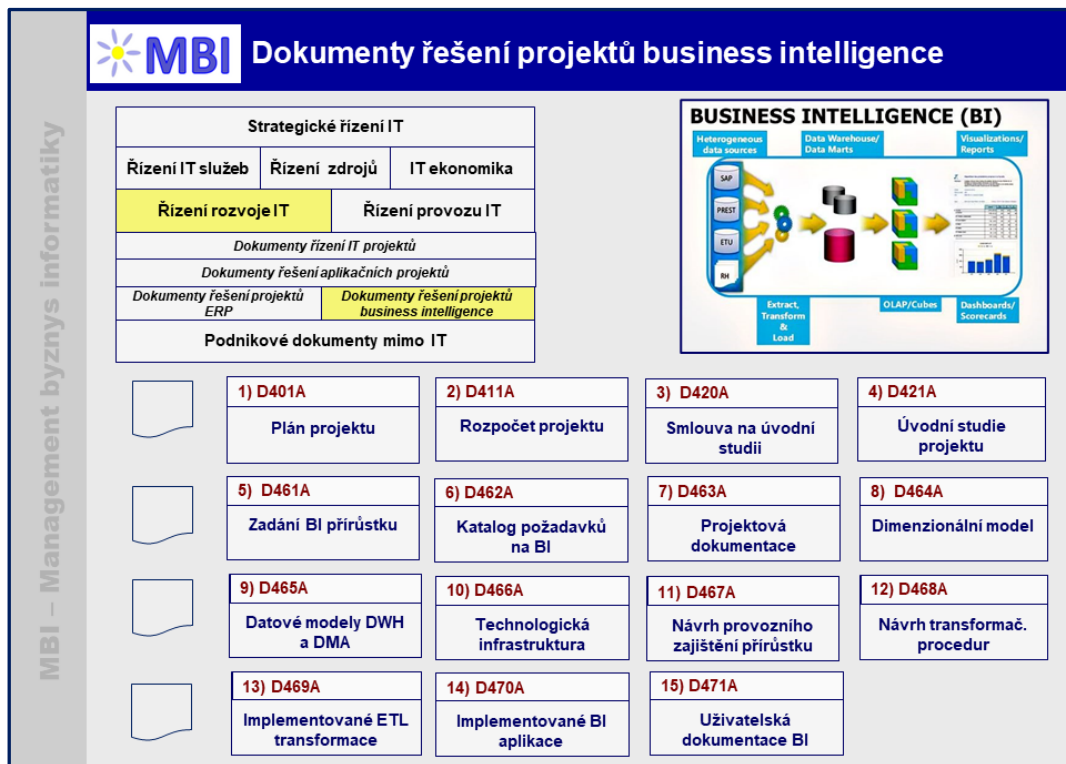 MBI – Management byznys informatiky
MBI
Dokumenty řešení projektů business intelligence
Strategické řízení IT
Řízení IT služeb
Řízení zdrojů
IT ekonomika
Řízení rozvoje IT
Řízení provozu IT
Dokumenty řízení IT projektů
Dokumenty řešení aplikačních projektů
Dokumenty řešení projektů
ERP
Dokumenty řešení projektů
business intelligence
Podnikové dokumenty mimo IT
BUSINESS INTELLIGENCE (BI)
Heterogeneous
data sources
Data Warehouse/
Data Marts
Visualizations/
Reports
SAP
PREST
ETU
RH
Extract,
Transform
&
Load
OLAP/Cubes
Dashboards/
Scorecards
1) D401A
Plán projektu
2) D411A
Rozpočet projektu
3) D420A
Smlouva na úvodní
studii
4) D421A
Úvodní studie
projektu
5) D461A
Zadání BI přírůstku
6) D462A
Katalog požadavků
na BI
7) D463A
Projektová
dokumentace
8) D464A
Dimenzionální model
9) D465A
Datové modely DWH
a DMA
10) D466A
Technologická
infrastruktura
11) D467A
Návrh provozního
zajištění přírůstku
12) D468A
Návrh transformač.
procedur
13) D469A
Implementované ETL
transformace
14) D470A
Implementované BI
aplikace
15) D471A
Uživatelská
dokumentace BI